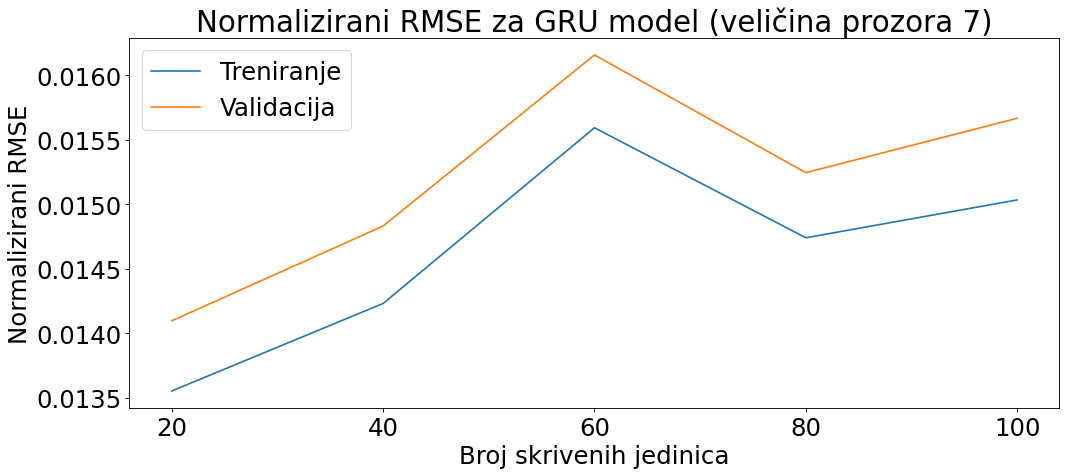 Normalizirani RMSE za GRU model (veličina prozora 7)
Treniranje
Validacija
Normalizirani RMSE
0.0160
0.0155
0.0150
0.0145
0.0140
0.0135
20 40 60 80 100
Broj skrivenih jedinica